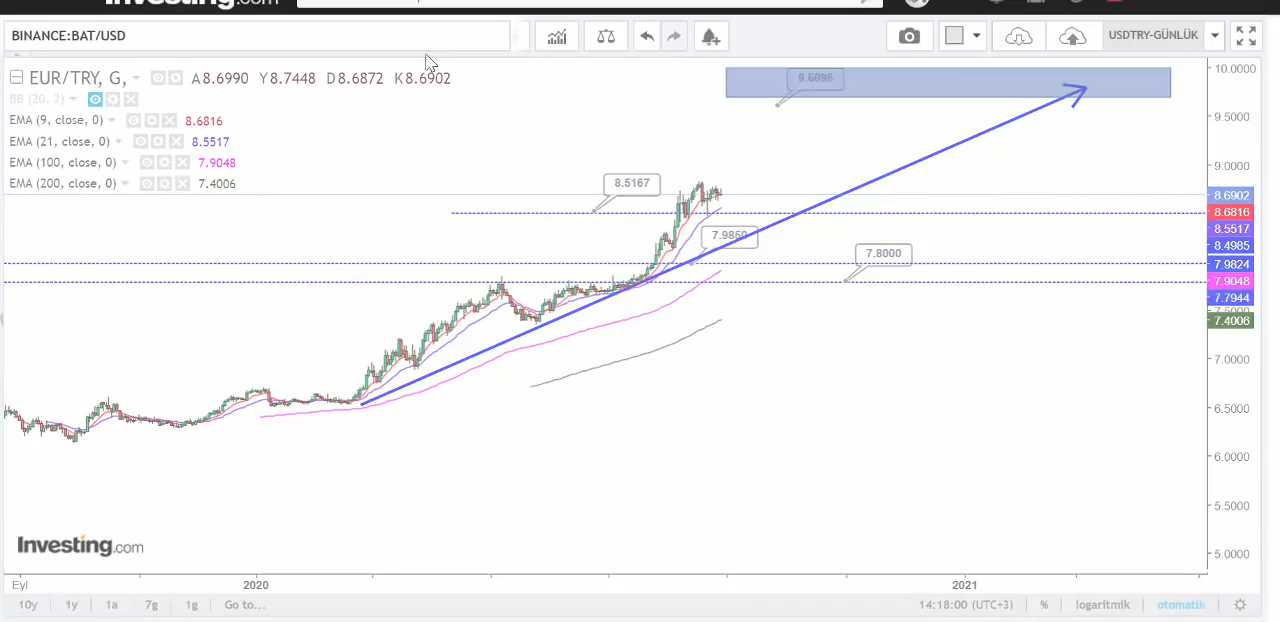 Investing.com
BINANCE:BAT/USD
USDTRY-GÜNLÜK
EUR/TRY, G, A8.6990 Y8.7448 D8.6872 K8.6902
BB (20, 2)
EMA (9, close, 0) 8.6816
EMA (21, close, 0) 8.5517
EMA (100, close, 0) 7.9048
EMA (200, close, 0) 7.4006
9.6096
8.5167
7.9850
7.8000
10.0000
9.5000
9.0000
8.6902
8.6816
8.5517
8.4985
7.9824
7.9048
7.7944
7.5000
7.4006
7.0000
6.5000
6.0000
5.5000
5.0000
Investing.com
Eyl 2020 2021
10y 1y 1a 7g 1g Go to... 14:18:00 (UTC+3) % logaritmik otomatik